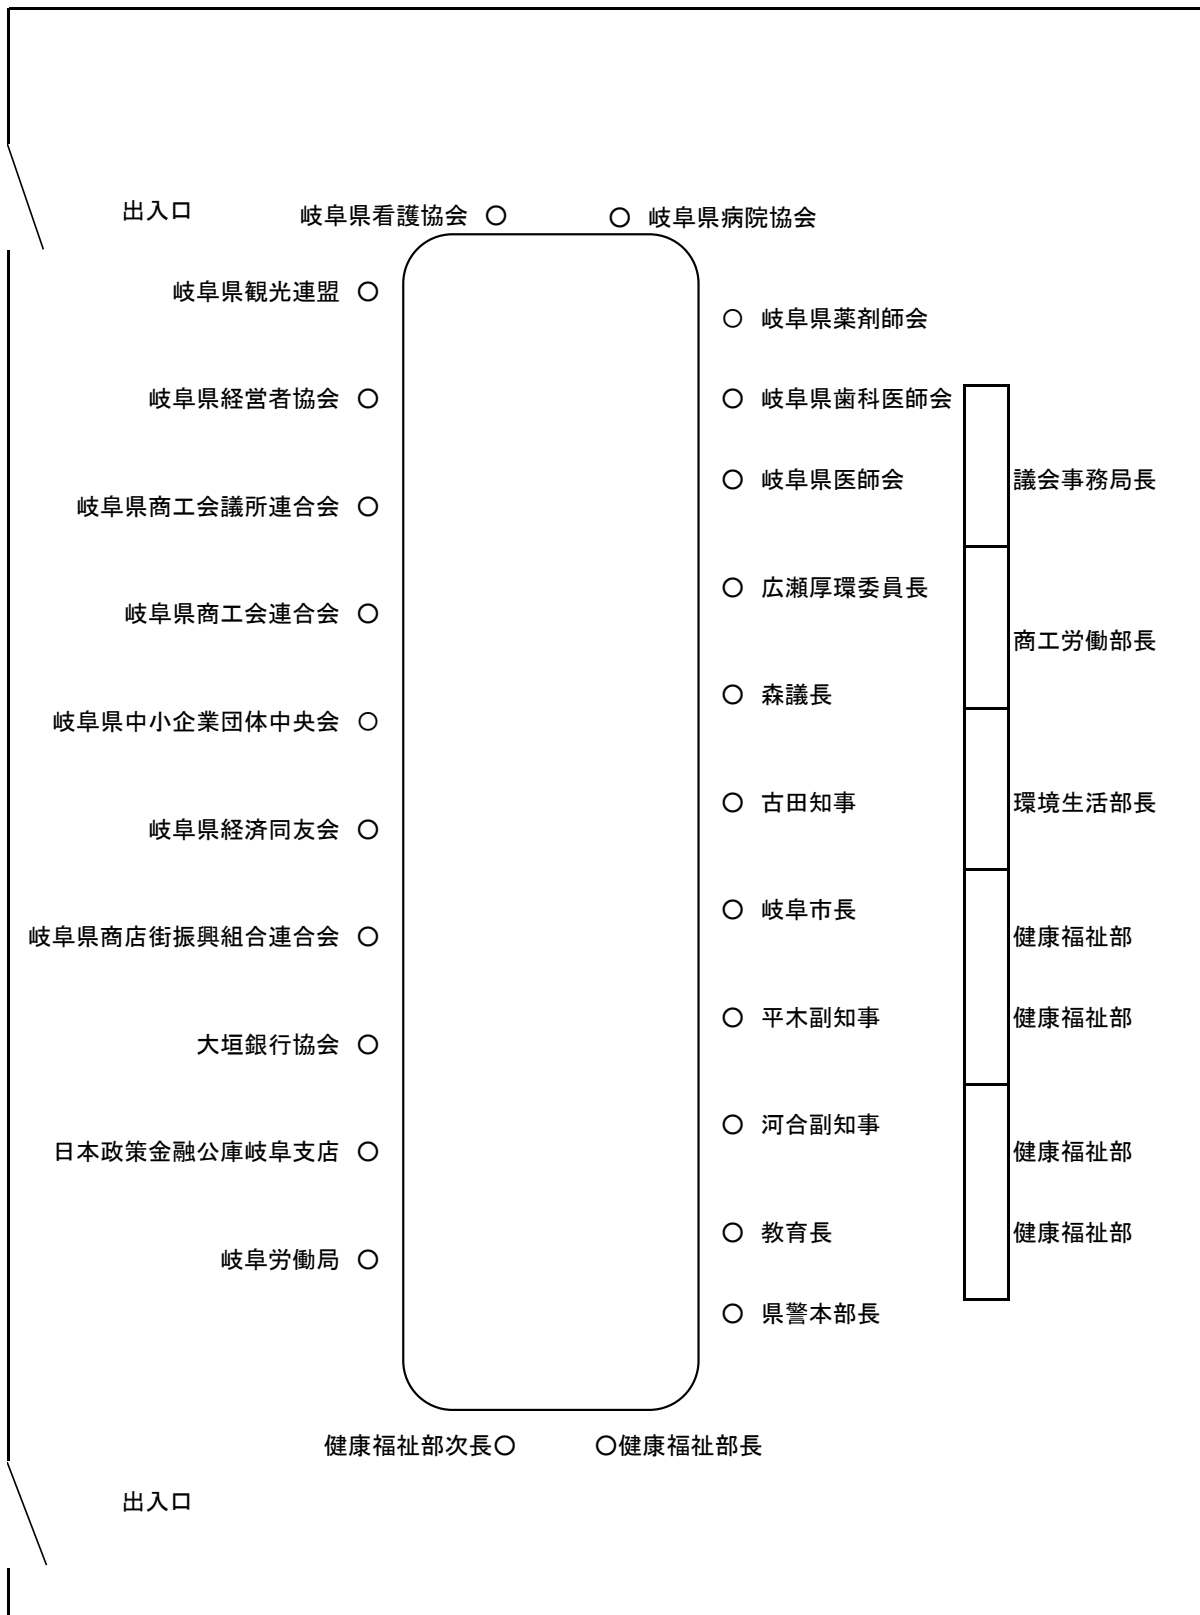 出入口
岐阜県看護協会 ○
○ 岐阜県病院協会
岐阜県観光連盟 ○
○ 岐阜県薬剤師会
岐阜県経営者協会 ○
○ 岐阜県歯科医師会
○ 岐阜県医師会
議会事務局長
岐阜県商工会議所連合会 ○
○ 広瀬厚環委員長
岐阜県商工会連合会 ○
商工労働部長
○ 森議長
岐阜県中小企業団体中央会 ○
○ 古田知事
環境生活部長
岐阜県経済同友会 ○
○ 岐阜市長
岐阜県商店街振興組合連合会 ○
健康福祉部
○ 平木副知事
健康福祉部
大垣銀行協会 ○
○ 河合副知事
日本政策金融公庫岐阜支店 ○
健康福祉部
○ 教育長
健康福祉部
岐阜労働局 ○
○ 県警本部長
健康福祉部次長○
○健康福祉部長
出入口